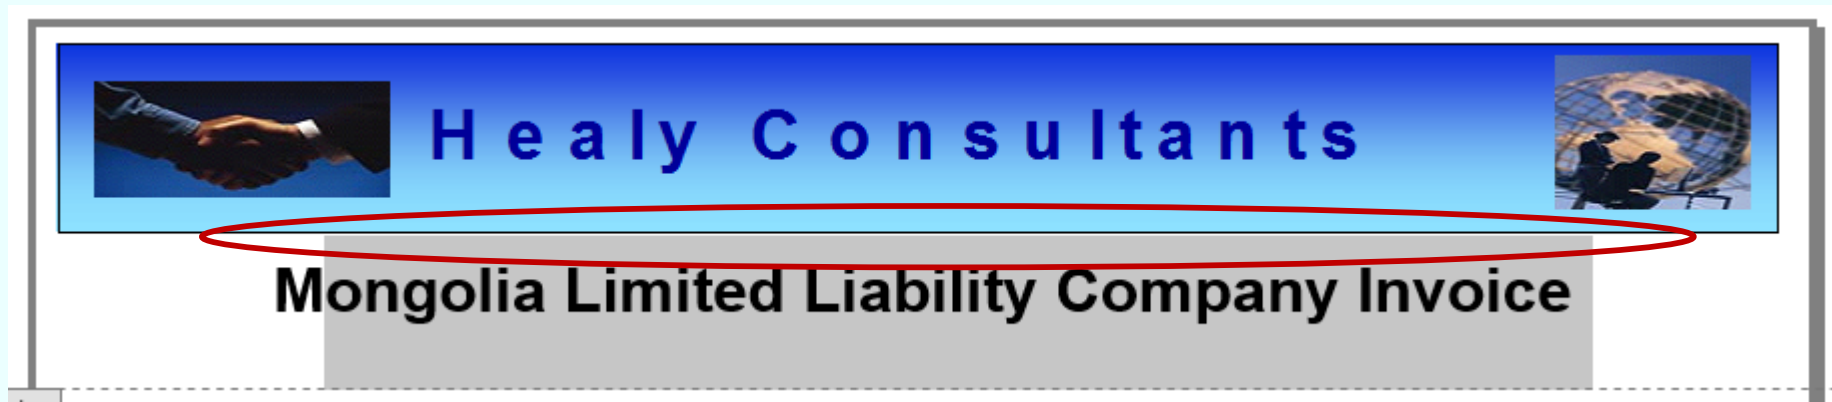 Healy Consultants
Mongolia Limited Liability Company Invoice